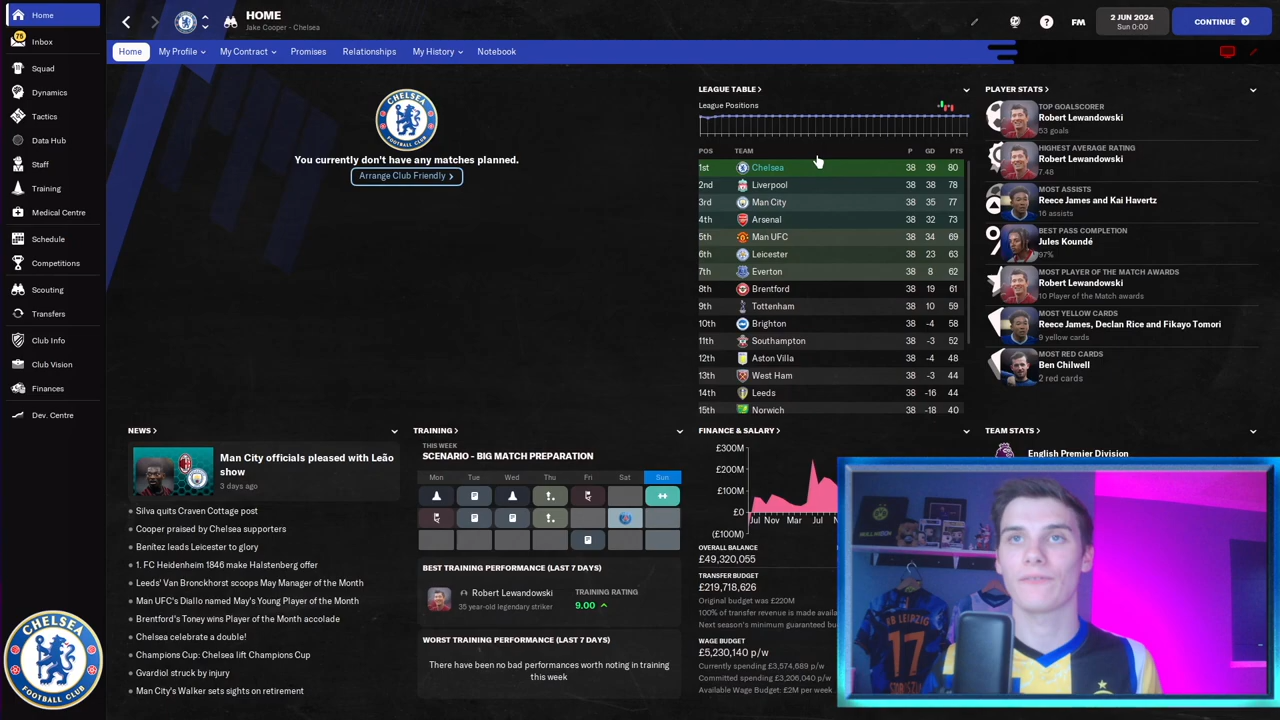 Home
HOME
Jake Cooper - Chelsea
FM
2 JUN 2024
Sun 0:00
CONTINUE
75
Inbox
Squad
Dynamics
Tactics
Data Hub
Staff
Training
Medical Centre
Schedule
Competitions
Scouting
Transfers
Club Info
Club Vision
Finances
Dev. Centre
Home
My Profile
My Contract
Promises
Relationships
My History
Notebook
CHELSEA
FOOTBALL CLUB
You currently don't have any matches planned.
Arrange Club Friendly >
LEAGUE TABLE >
League Positions
POS TEAM P GD PTS
1st Chelsea 38 39 80
2nd Liverpool 38 38 78
3rd Man City 38 35 77
4th Arsenal 38 32 73
5th Man UFC 38 34 69
6th Leicester 38 23 63
7th Everton 38 8 62
8th Brentford 38 19 61
9th Tottenham 38 10 59
10th Brighton 38 -4 58
11th Southampton 38 -3 52
12th Aston Villa 38 -4 48
13th West Ham 38 -3 44
14th Leeds 38 -16 44
15th Norwich 38 -18 40
PLAYER STATS >
TOP GOALSCORER
Robert Lewandowski
53 goals
HIGHEST AVERAGE RATING
Robert Lewandowski
7.48
MOST ASSISTS
Reece James and Kai Havertz
16 assists
BEST PASS COMPLETION
Jules Koundé
97%
MOST PLAYER OF THE MATCH AWARDS
Robert Lewandowski
10 Player of the Match awards
MOST YELLOW CARDS
Reece James, Declan Rice and Fikayo Tomori
9 yellow cards
MOST RED CARDS
Ben Chilwell
2 red cards
NEWS >
Man City officials pleased with Leão
show
3 days ago
Silva quits Craven Cottage post
Cooper praised by Chelsea supporters
Benítez leads Leicester to glory
1. FC Heidenheim 1846 make Halstenberg offer
Leeds' Van Bronckhorst scoops May Manager of the Month
Man UFC's Diallo named May's Young Player of the Month
Brentford's Toney wins Player of the Month accolade
Chelsea celebrate a double!
Champions Cup: Chelsea lift Champions Cup
Gvardiol struck by injury
Man City's Walker sets sights on retirement
TRAINING >
THIS WEEK
SCENARIO - BIG MATCH PREPARATION
Mon Tue Wed Thu Fri Sat Sun
BEST TRAINING PERFORMANCE (LAST 7 DAYS)
Robert Lewandowski
35 year-old legendary striker
TRAINING RATING
9.00
WORST TRAINING PERFORMANCE (LAST 7 DAYS)
There have been no bad performances worth noting in training
this week
FINANCE & SALARY >
£300M
£200M
£100M
£0
(£100M)
Jul Nov Mar Jul
OVERALL BALANCE
£49,320,055
TRANSFER BUDGET
£219,718,626
Original budget was £220M
100% of transfer revenue is made availa
Next season's minimum guaranteed bu
WAGE BUDGET
£5,230,140 p/w
Currently spending £3,574,689 p/w
Committed spending £3,206,040 p/w
Available Wage Budget: £2M per week
TEAM STATS >
English Premier Division
RB LEIPZIG
17
CHELSEA
FOOTBALL CLUB